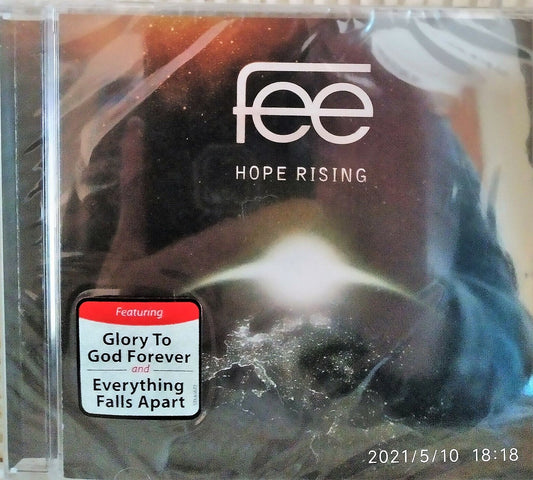 fee
HOPE RISING
Featuring
Glory To
God Forever
and
Everything
Falls Apart
2021/5/10 18:18